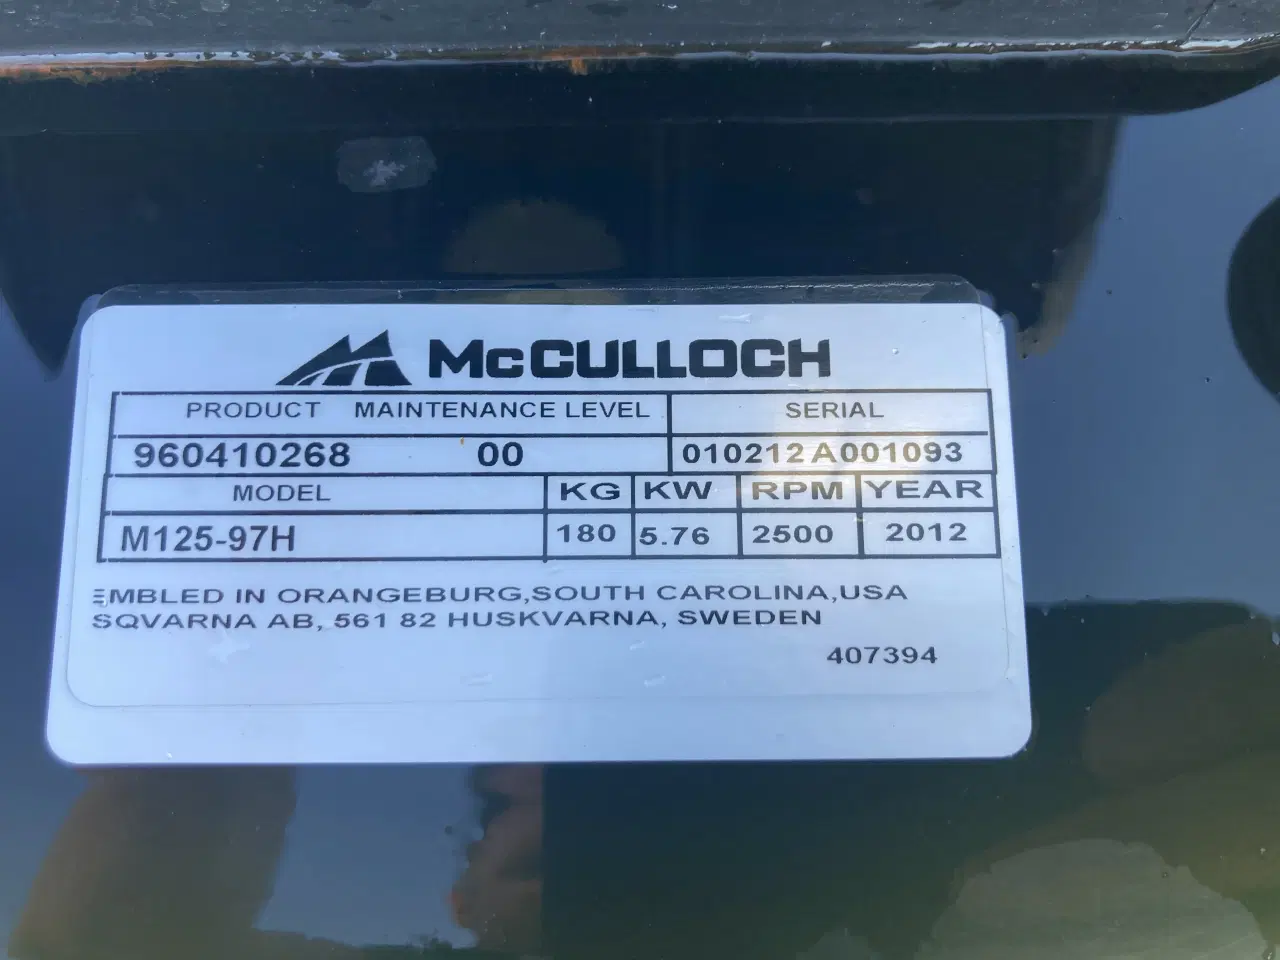 McCULLOCH
PRODUCT MAINTENANCE LEVEL SERIAL
960410268 00 010212A001093
MODEL KG KW RPM YEAR
M125-97H 180 5.76 2500 2012
EMBLED IN ORANGEBURG,SOUTH CAROLINA,USA
SQVARNA AB, 561 82 HUSKVARNA, SWEDEN
407394